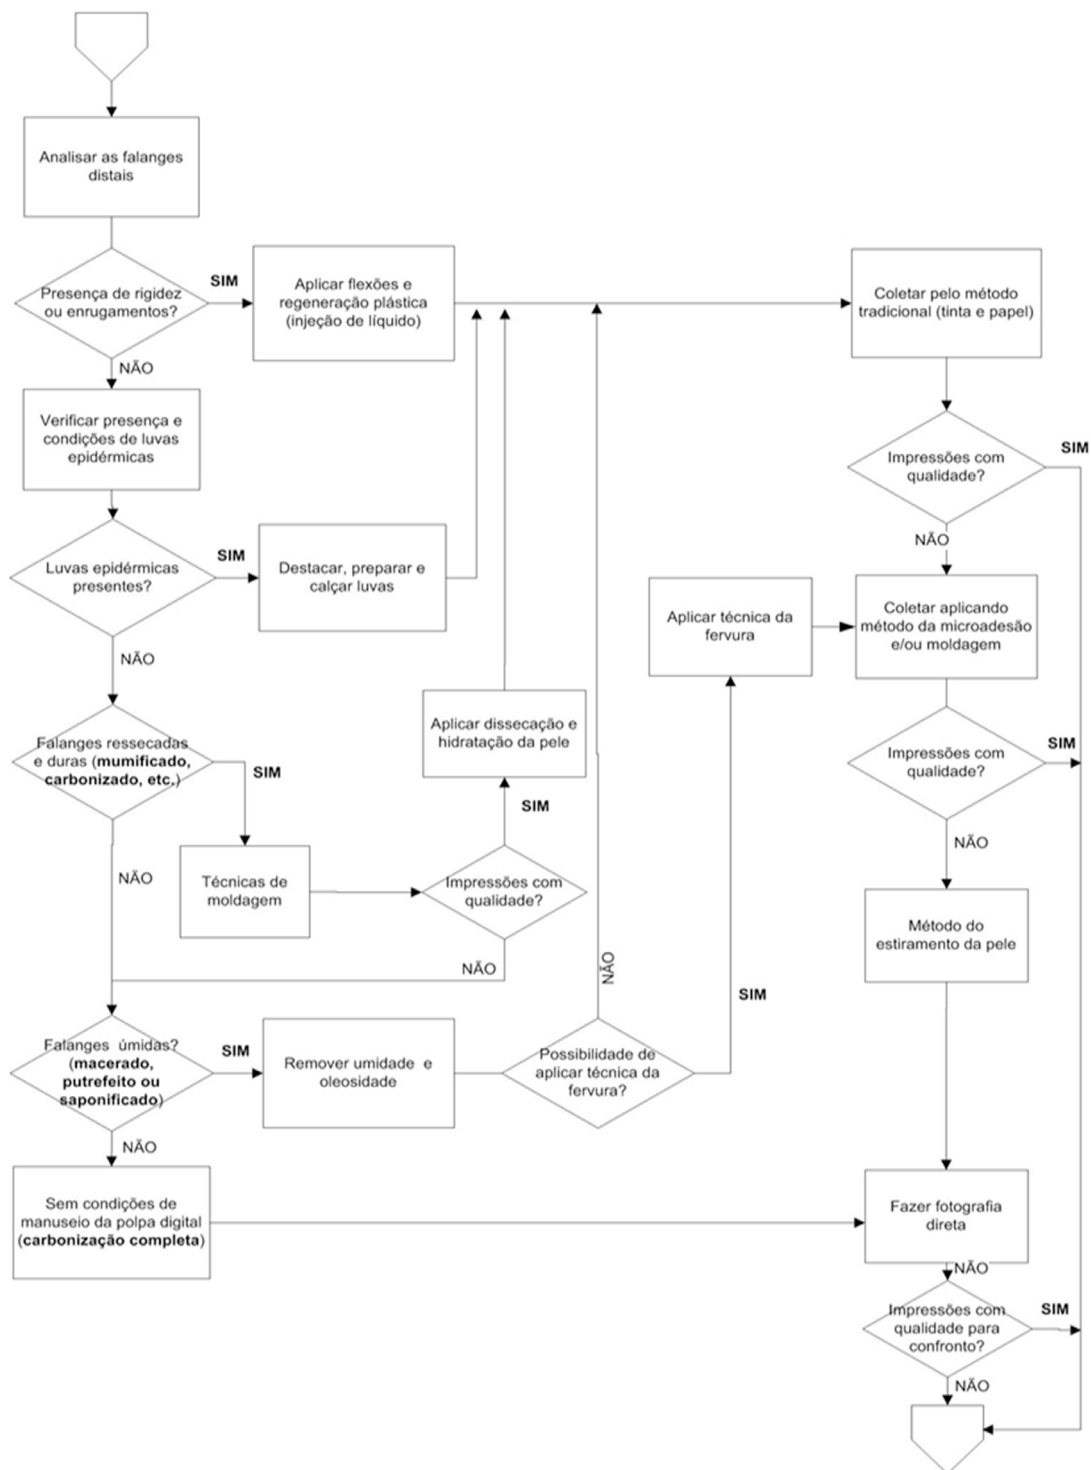 Analisar as falanges
distais
Presença de rigidez
ou enrugamentos?
SIM
Aplicar flexões e
regeneração plástica
(injeção de líquido)
Coletar pelo método
tradicional (tinta e papel)
NÃO
Verificar presença e
condições de luvas
epidérmicas
Impressões com
qualidade?
SIM
NÃO
Luvas epidérmicas
presentes?
SIM
Destacar, preparar e
calçar luvas
Aplicar técnica da
fervura
Coletar aplicando
método da microadesão
e/ou moldagem
NÃO
Falanges ressecadas
e duras (mumificado,
carbonizado, etc.)
SIM
Aplicar dissecação e
hidratação da pele
Impressões com
qualidade?
SIM
SIM
NÃO
NÃO
Técnicas de
moldagem
Impressões com
qualidade?
Método do
estiramento da pele
NÃO
NÃO
SIM
Falanges úmidas?
(macerado,
putrefeito ou
saponificado)
SIM
Remover umidade e
oleosidade
Possibilidade de
aplicar técnica da
fervura?
NÃO
Sem condições de
manuseio da polpa digital
(carbonização completa)
Fazer fotografia
direta
NÃO
Impressões com
qualidade para
confronto?
SIM
NÃO